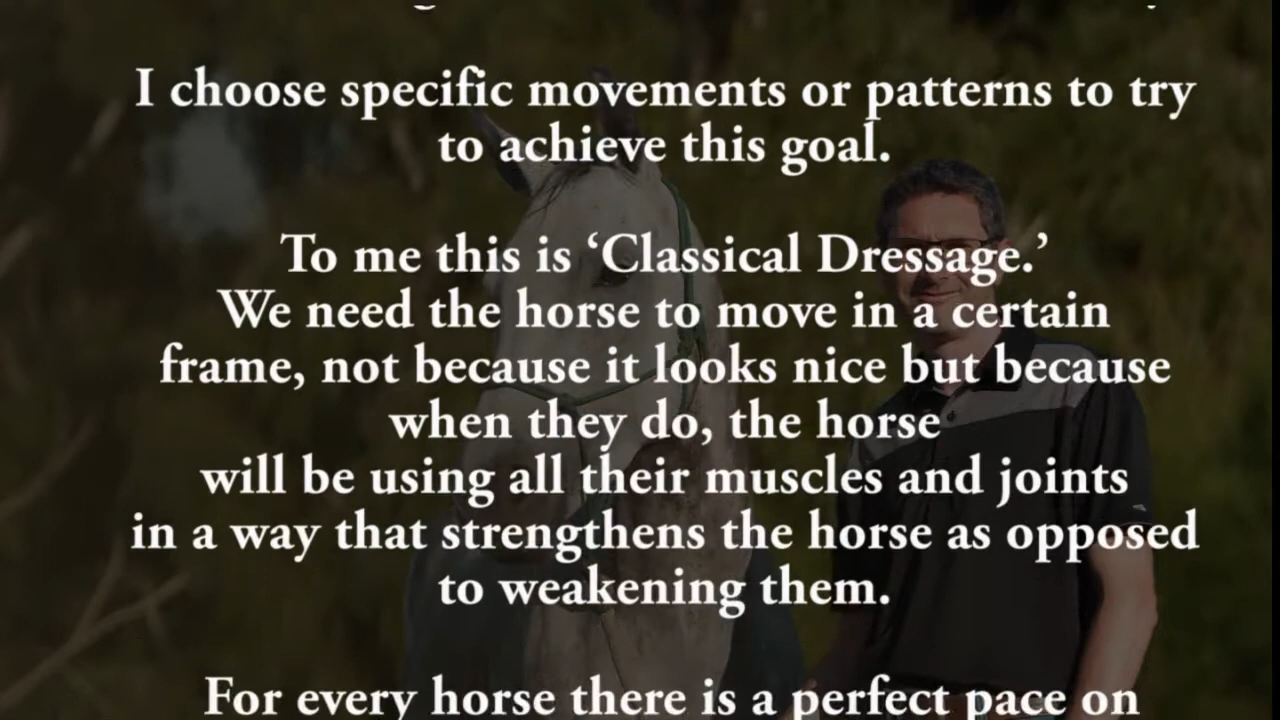 I choose specific movements or patterns to try
to achieve this goal.
To me this is ‘Classical Dressage.’
We need the horse to move in a certain
frame, not because it looks nice but because
when they do, the horse
will be using all their muscles and joints
in a way that strengthens the horse as opposed
to weakening them.
For every horse there is a perfect pace on